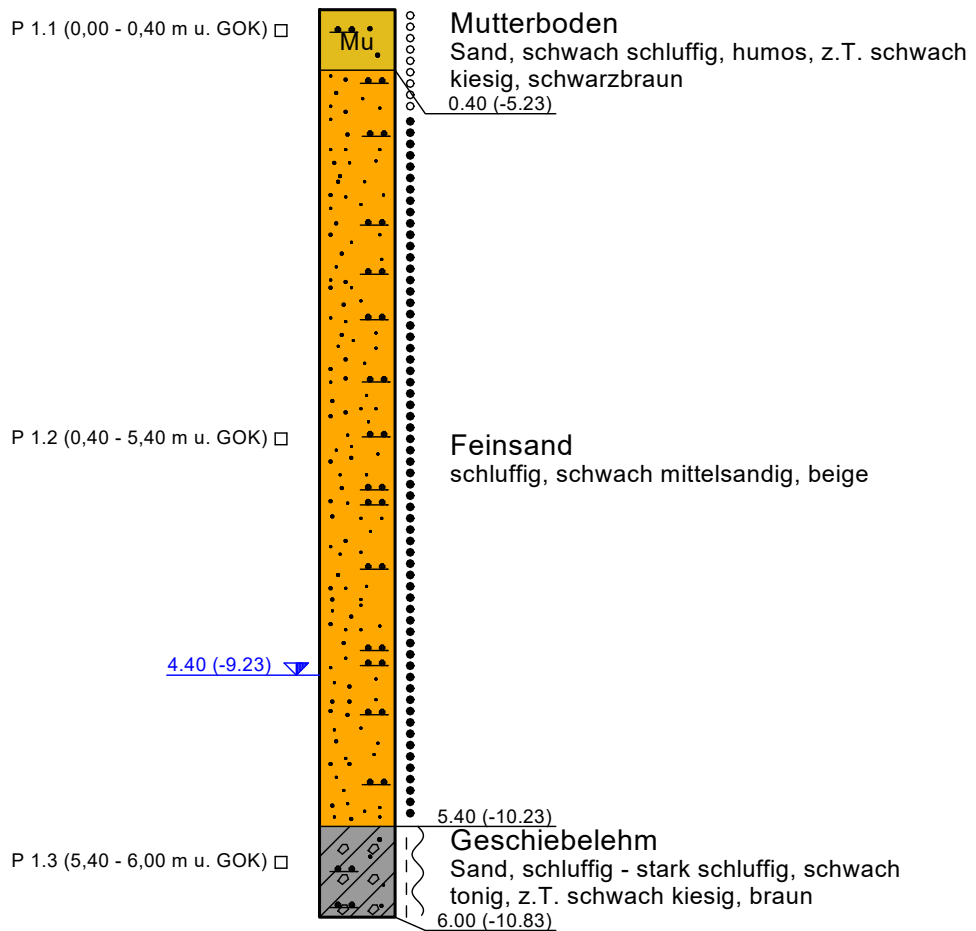 P 1.1 (0,00 - 0,40 m u. GOK)
Mu
Mutterboden
Sand, schwach schluffig, humos, z.T. schwach
kiesig, schwarzbraun
0.40 (-5.23)
P 1.2 (0,40 - 5,40 m u. GOK)
Feinsand
schluffig, schwach mittelsandig, beige
4.40 (-9.23)
5.40 (-10.23)
P 1.3 (5,40 - 6,00 m u. GOK)
Geschiebelehm
Sand, schluffig - stark schluffig, schwach
tonig, z.T. schwach kiesig, braun
6.00 (-10.83)